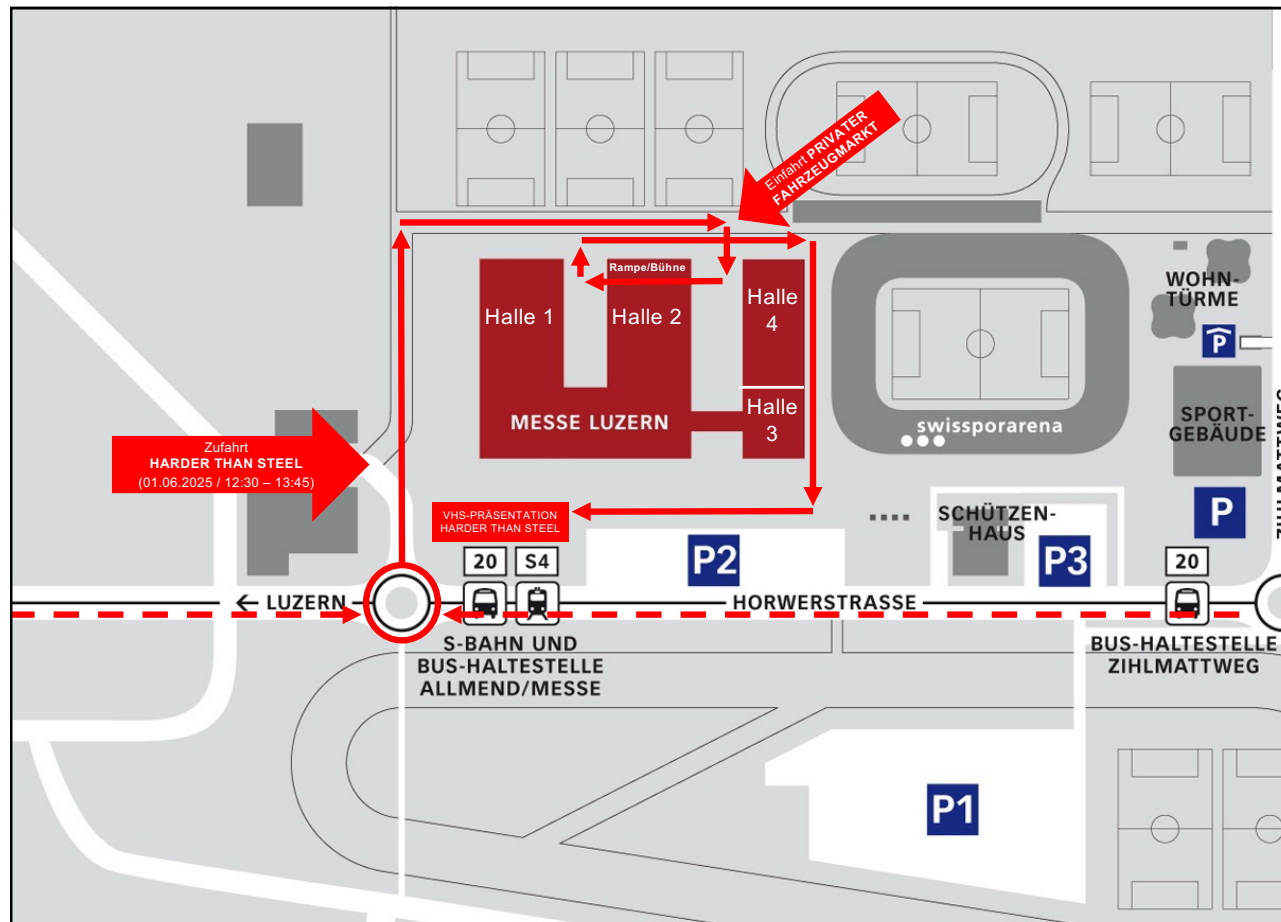 Einfahrt PRIVATER
FAHRZEUGMARKT
Rampe/Bühne
Halle 1
Halle 2
Halle
4
Halle
3
MESSE LUZERN
swissporarena
WOHN-
TÜRME
P
SPORT-
GEBÄUDE
P
ZIHLMATTWEG
Zufahrt
HARDER THAN STEEL
(01.06.2025 / 12:30 – 13:45)
VHS-PRÄSENTATION
HARDER THAN STEEL
SCHÜTZEN-
HAUS
P2
P3
20
S4
20
← LUZERN
HORWERSTRASSE
S-BAHN UND
BUS-HALTESTELLE
ALLMEND/MESSE
BUS-HALTESTELLE
ZIHLMATTWEG
P1